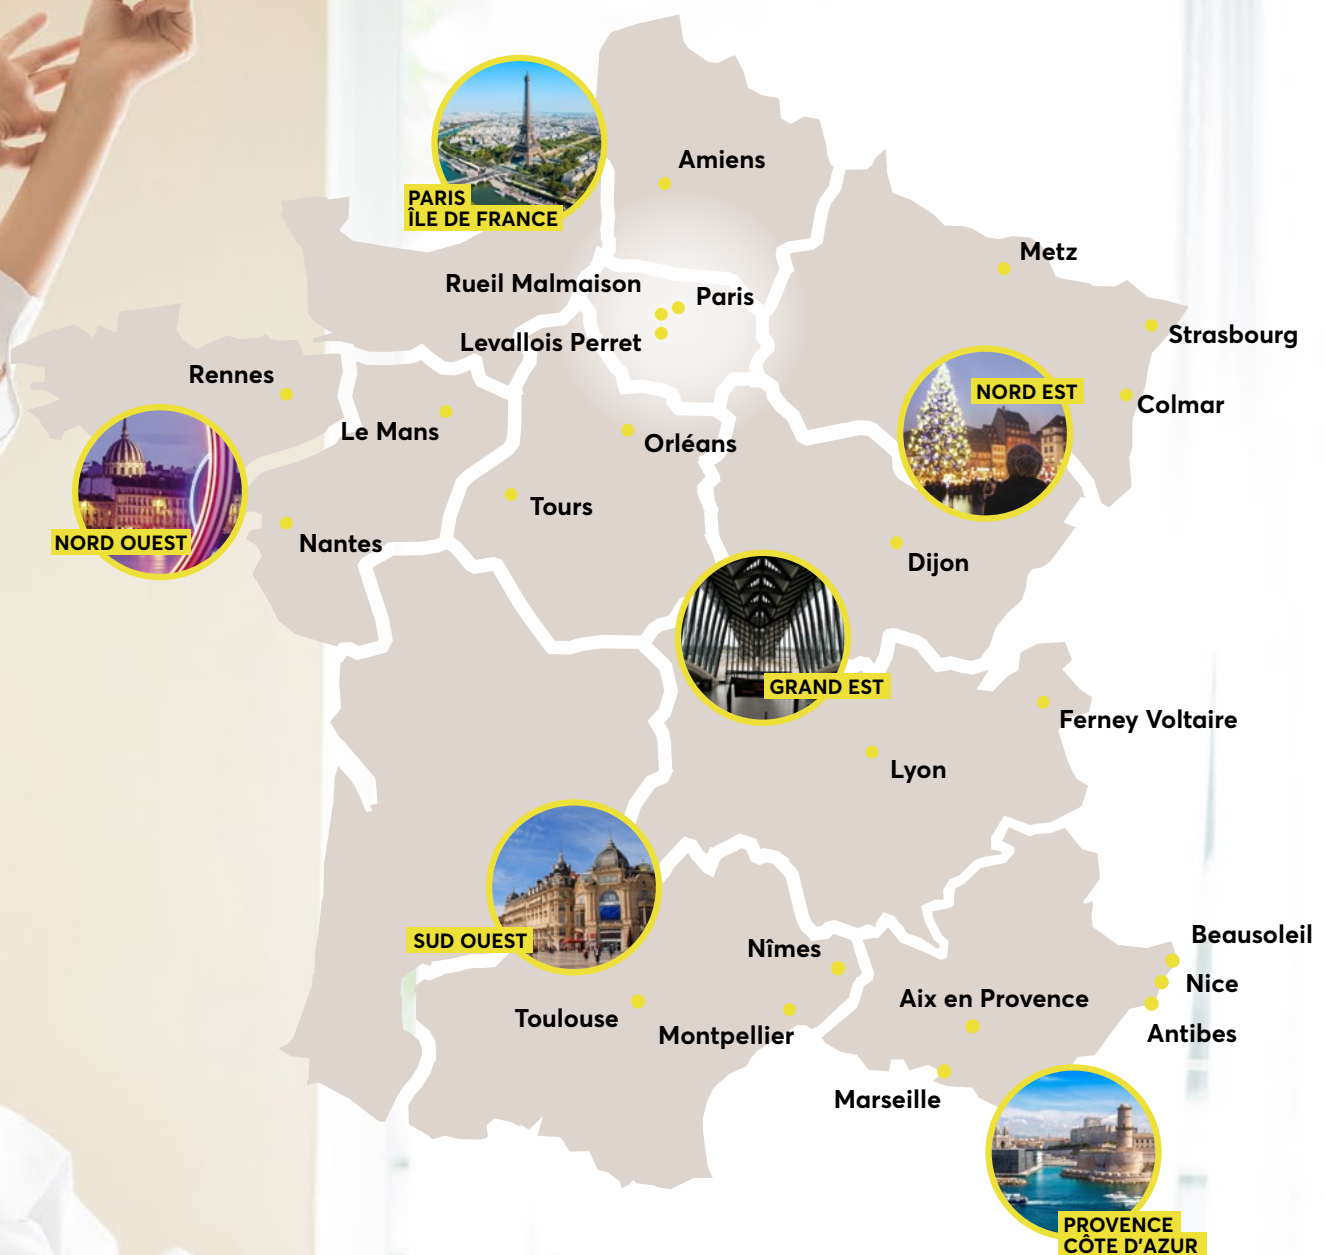 Amiens
PARIS
ÎLE DE FRANCE
Metz
Rueil Malmaison
Paris
Strasbourg
Levallois Perret
Rennes
NORD EST
Colmar
Le Mans
Orléans
Tours
NORD OUEST
Nantes
Dijon
GRAND EST
Ferney Voltaire
Lyon
SUD OUEST
Beausoleil
Nîmes
Nice
Aix en Provence
Toulouse
Montpellier
Antibes
Marseille
PROVENCE
CÔTE D'AZUR